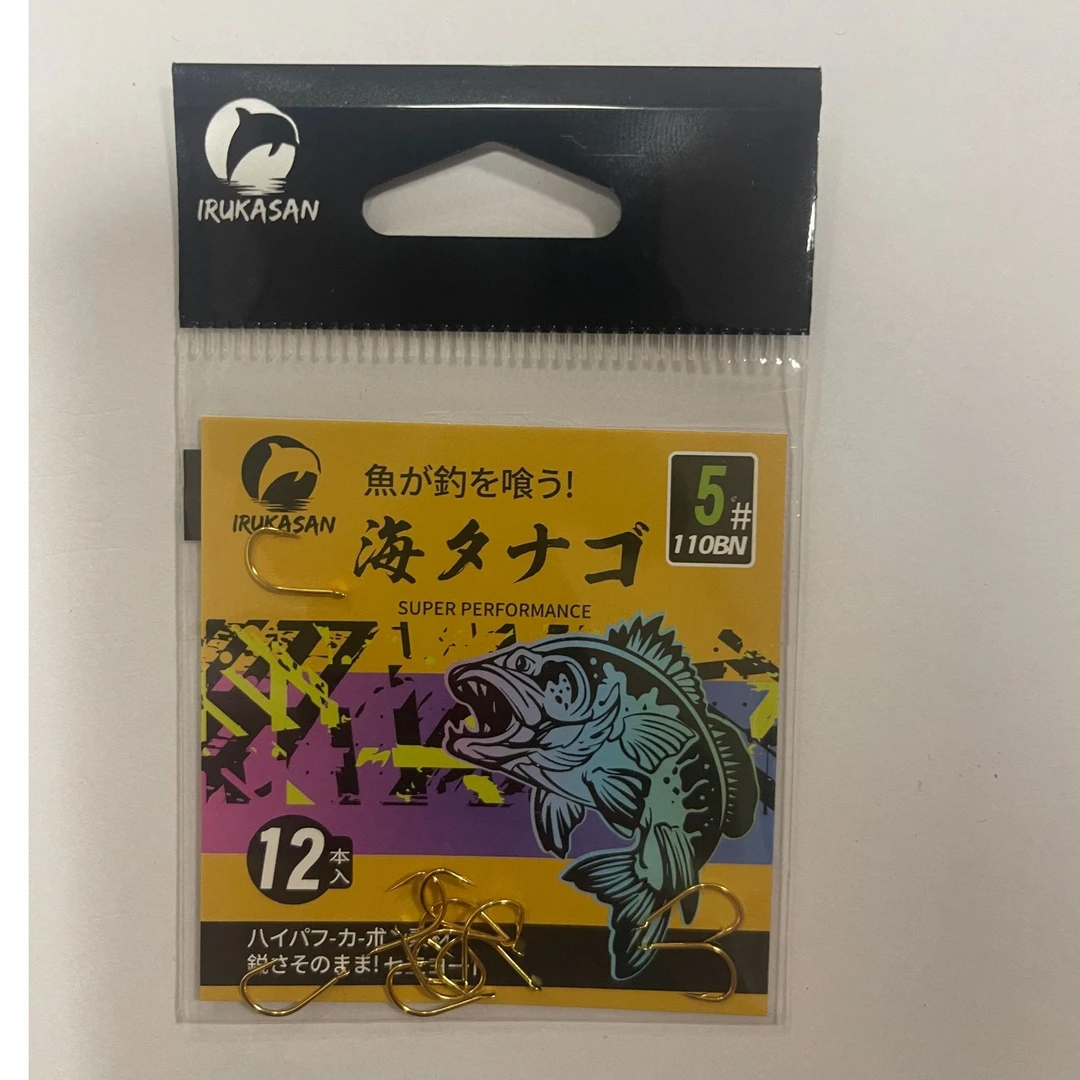 IRUKASAN
IRUKASAN
魚が釣を喰う!
海タナゴ
SUPER PERFORMANCE
5#
110BN
12本入
ハイパフ-カ-ボン
鋭さそのまま!